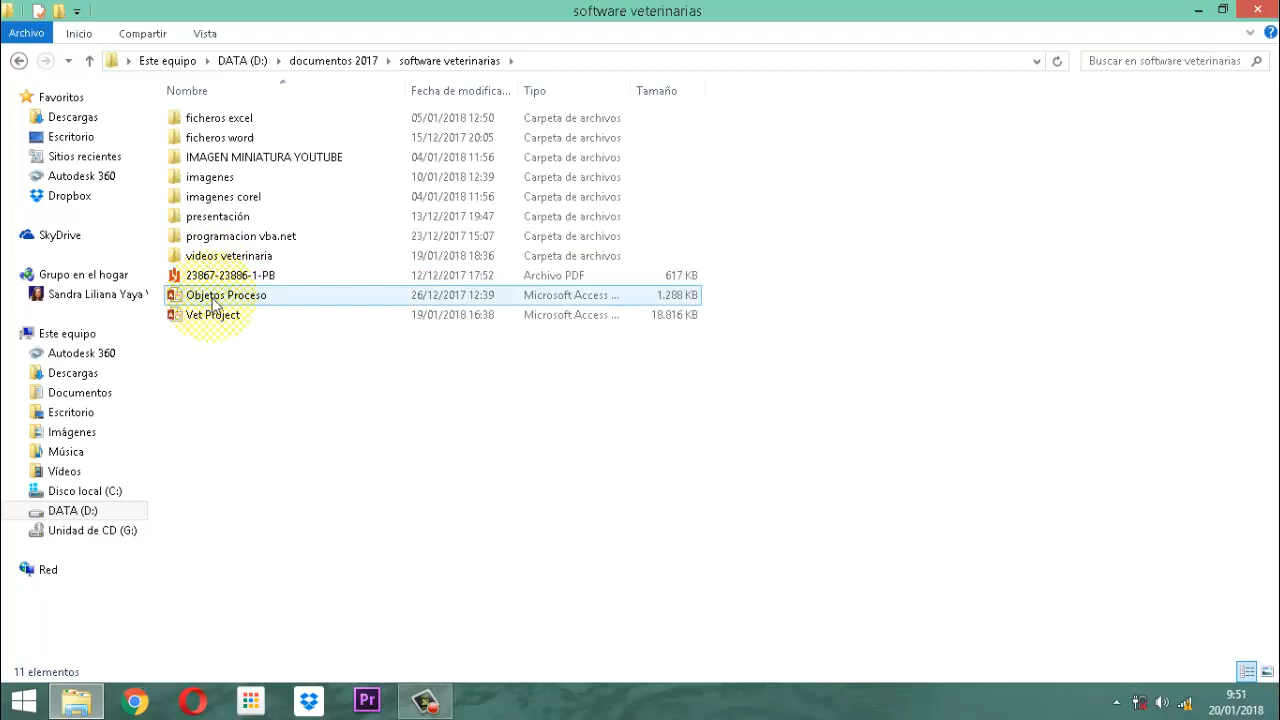 software veterinarias
Archivo Inicio Compartir Vista
Este equipo DATA (D:) documentos 2017 software veterinarias
Buscar en software veterinarias
Nombre Fecha de modifica... Tipo Tamaño
ficheros excel 05/01/2018 12:50 Carpeta de archivos
ficheros word 15/12/2017 20:05 Carpeta de archivos
IMAGEN MINIATURA YOUTUBE 04/01/2018 11:56 Carpeta de archivos
imagenes 10/01/2018 12:39 Carpeta de archivos
imagenes corel 04/01/2018 11:56 Carpeta de archivos
presentación 13/12/2017 19:47 Carpeta de archivos
programacion vba.net 23/12/2017 15:07 Carpeta de archivos
videos veterinaria 19/01/2018 18:36 Carpeta de archivos
23867-23886-1-PB 12/12/2017 17:52 Archivo PDF 617 KB
Objetos Proceso 26/12/2017 12:39 Microsoft Access ... 1.288 KB
Vet Project 19/01/2018 16:38 Microsoft Access ... 18.816 KB
Favoritos
Descargas
Escritorio
Sitios recientes
Autodesk 360
Dropbox
SkyDrive
Grupo en el hogar
Sandra Liliana Yaya
Este equipo
Autodesk 360
Descargas
Documentos
Escritorio
Imágenes
Música
Vídeos
Disco local (C:)
DATA (D:)
Unidad de CD (G:)
Red
11 elementos
Pr
9:51
20/01/2018